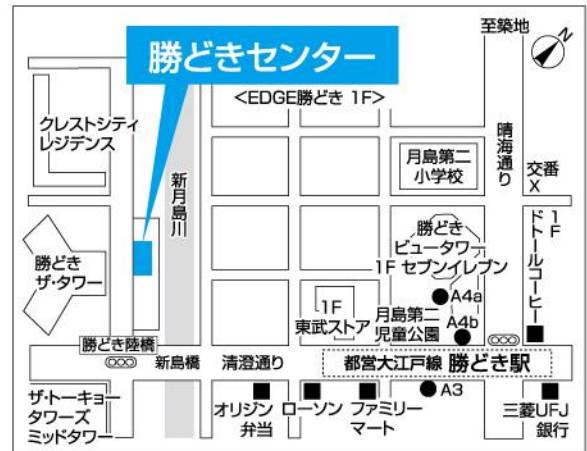 至築地
勝どきセンター
<EDGE勝どき 1F>
クレストシティ
レジデンス
新月島川
月島第二
小学校
晴海通り
交番
X
勝どき
ビュータワー
1F セブンイレブン
1F
ドトールコーヒー
勝どき
ザ・タワー
1F
東武ストア
月島第二
児童公園
A4a
A4b
勝どき陸橋
新島橋
清澄通り
都営大江戸線 勝どき駅
ザ・トーキョー
タワーズ
ミッドタワー
オリジン
弁当
ローソン
ファミリー
マート
A3
三菱UFJ
銀行